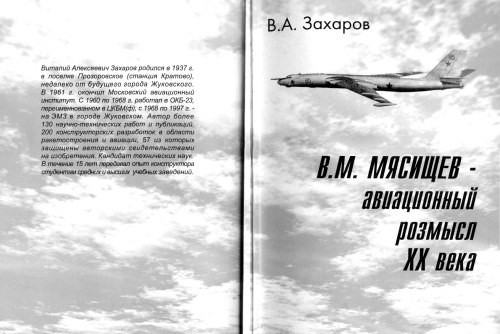 Виталий Алексеевич Захаров родился в 1937 г.
в поселке Прозоровское (станция Кратово),
недалеко от будущего города Жуковского.
В 1961 г. окончил Московский авиационный
институт. С 1960 по 1968 г. работал в ОКБ-23,
переименованном в ЦКБМ(ф), с 1968 по 1997 г. -
на ЭМЗ в городе Жуковском. Автор более
130 научно-технических работ и публикаций,
200 конструкторских разработок в области
ракетостроения и авиации, 57 из которых
защищены авторскими свидетельствами
на изобретения. Кандидат технических наук.
В течение 15 лет передавал опыт конструктора
студентам средних и высших учебных заведений.
В.А. Захаров
В.М. МЯСИЩЕВ -
авиационный
розмысл
XX века